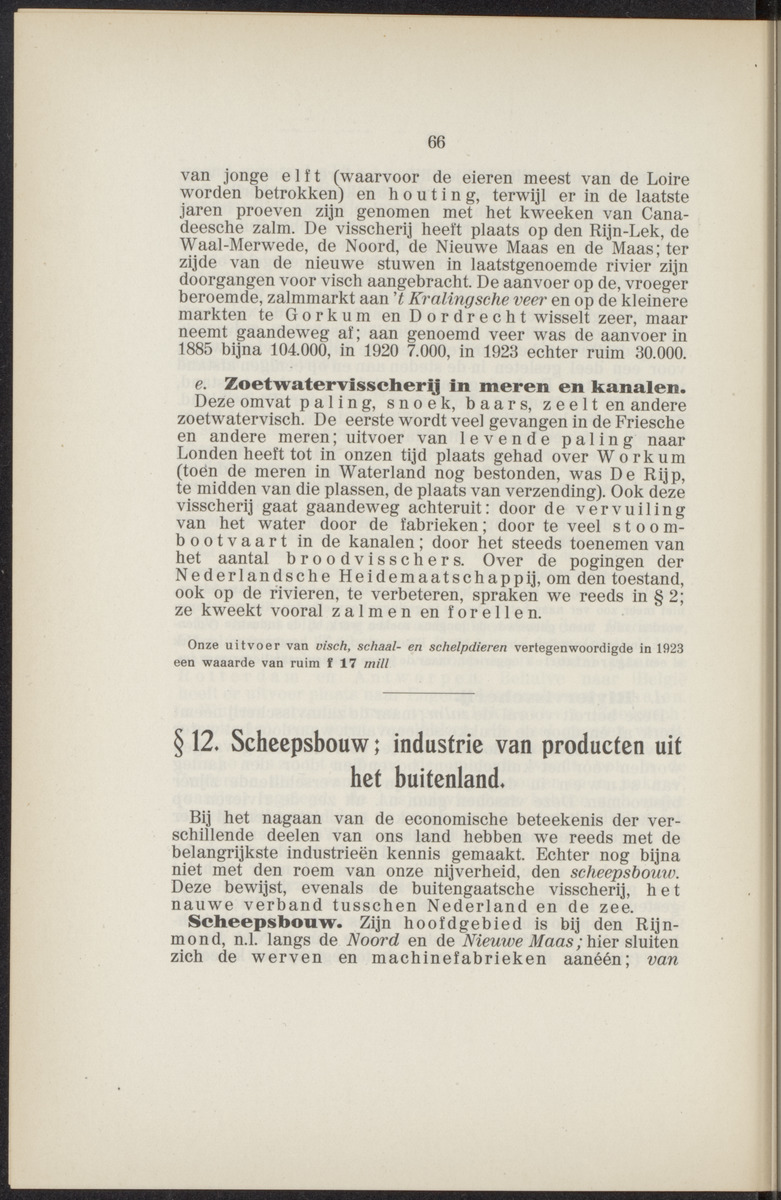 66
van jonge elft (waarvoor de eieren meest van de Loire
worden betrokken) en houting, terwijl er in de laatste
jaren proeven zijn genomen met het kweeken van Cana-
deesche zalm. De visscherij heeft plaats op den Rijn-Lek, de
Waal-Merwede, de Noord, de Nieuwe Maas en de Maas; ter
zijde van de nieuwe stuwen in laatstgenoemde rivier zijn
doorgangen voor visch aangebracht. De aanvoer op de, vroeger
beroemde, zalmmarkt aan 't Kralingsche veer en op de kleinere
markten te Gorkum en Dordrecht wisselt zeer, maar
neemt gaandeweg af; aan genoemd veer was de aanvoer in
1885 bijna 104.000, in 1920 7.000, in 1923 echter ruim 30.000.
e. Zoetwatervisscherij in meren en kanalen.
Deze omvat paling, snoek, baars, zeelt en andere
zoetwatervisch. De eerste wordt veel gevangen in de Friesche
en andere meren; uitvoer van levende paling naar
Londen heeft tot in onzen tijd plaats gehad over Workum
(toen de meren in Waterland nog bestonden, was De Rijp,
te midden van die plassen, de plaats van verzending). Ook deze
visscherij gaat gaandeweg achteruit: door de vervuiling
van het water door de fabrieken; door te veel stoom-
bootvaart in de kanalen; door het steeds toenemen van
het aantal broodvisschers. Over de pogingen der
Nederlandsche Heidemaatschappij, om den toestand,
ook op de rivieren, te verbeteren, spraken we reeds in § 2;
ze kweekt vooral zalmen en forellen.
Onze uitvoer van visch, schaal- en schelpdieren vertegenwoordigde in 1923
een waaarde van ruim f 17 mill
§ 12. Scheepsbouw; industrie van producten uit
het buitenland.
Bij het nagaan van de economische beteekenis der ver-
schillende deelen van ons land hebben we reeds met de
belangrijkste industrieën kennis gemaakt. Echter nog bijna
niet met den roem van onze nijverheid, den scheepsbouw.
Deze bewijst, evenals de buitengaatsche visscherij, het
nauwe verband tusschen Nederland en de zee.
Scheepsbouw. Zijn hoofdgebied is bij den Rijn-
mond, n.l. langs de Noord en de Nieuwe Maas; hier sluiten
zich de werven en machinefabrieken aanéén; van